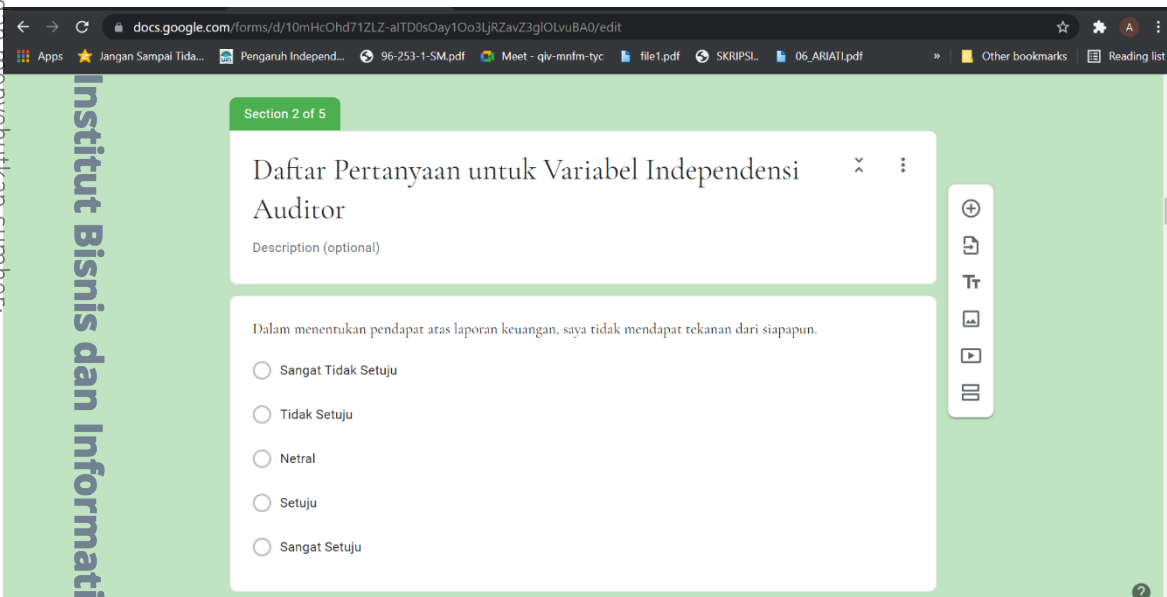 docs.google.com/forms/d/10mHcOhd71ZLZ-alTD0sOay1Oo3LjRZavZ3glOLvuBA0/edit
A
Apps
Jangan Sampai Tida...
Pengaruh Independ...
96-253-1-SM.pdf
Meet - qiv-mnfm-tyc
file1.pdf
SKRIPSI..
06_ARIATI.pdf
»
Other bookmarks
Reading list
Institut Bisnis dan Informati
sumber.
Section 2 of 5
Daftar Pertanyaan untuk Variabel Independensi
Auditor
Description (optional)
Dalam menentukan pendapat atas laporan keuangan, saya tidak mendapat tekanan dari siapapun.
Sangat Tidak Setuju
Tidak Setuju
Netral
Setuju
Sangat Setuju
Tт
?